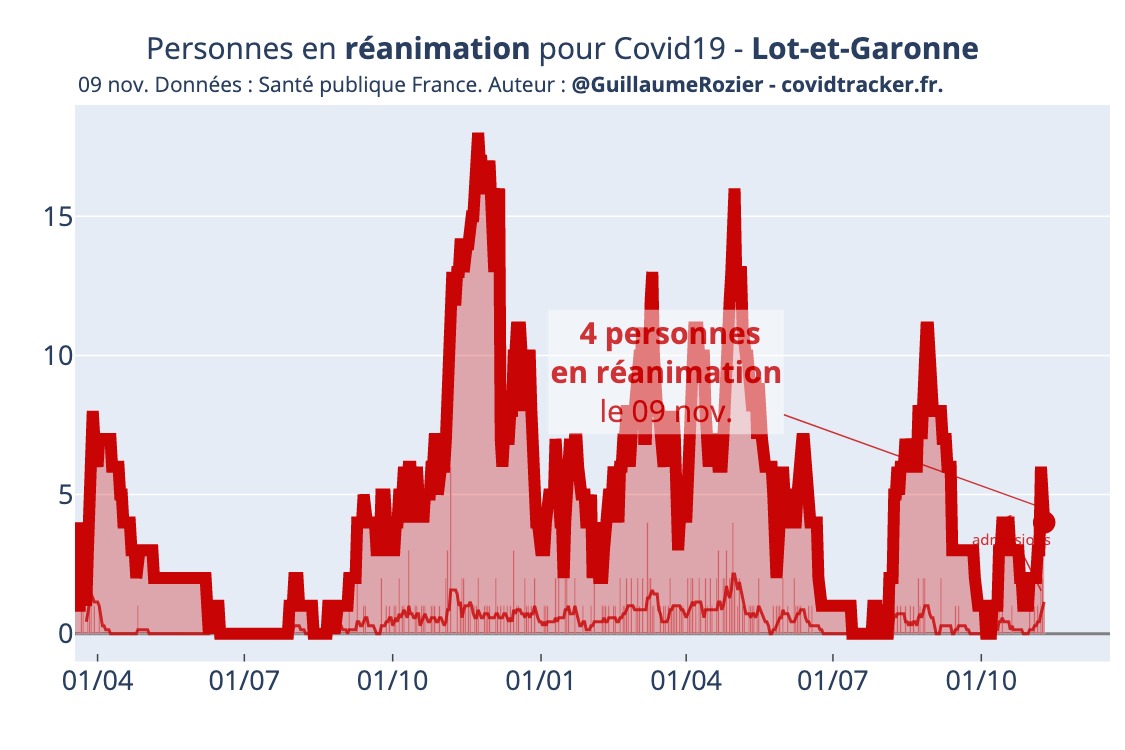 Personnes en réanimation pour Covid19 - Lot-et-Garonne
09 nov. Données : Santé publique France. Auteur : @GuillaumeRozier - covidtracker.fr.
15
10
5
0
4 personnes
en réanimation
le 09 nov.
admissions
01/04 01/07 01/10 01/01 01/04 01/07 01/10